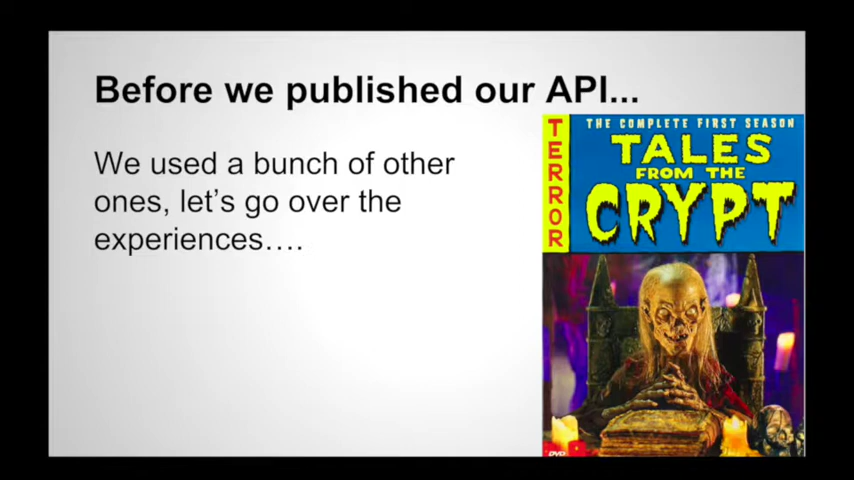 Before we published our API...
We used a bunch of other
ones, let's go over the
experiences....
TERROR
THE COMPLETE FIRST SEASON
TALES
FROM THE
CRYPT
DVD